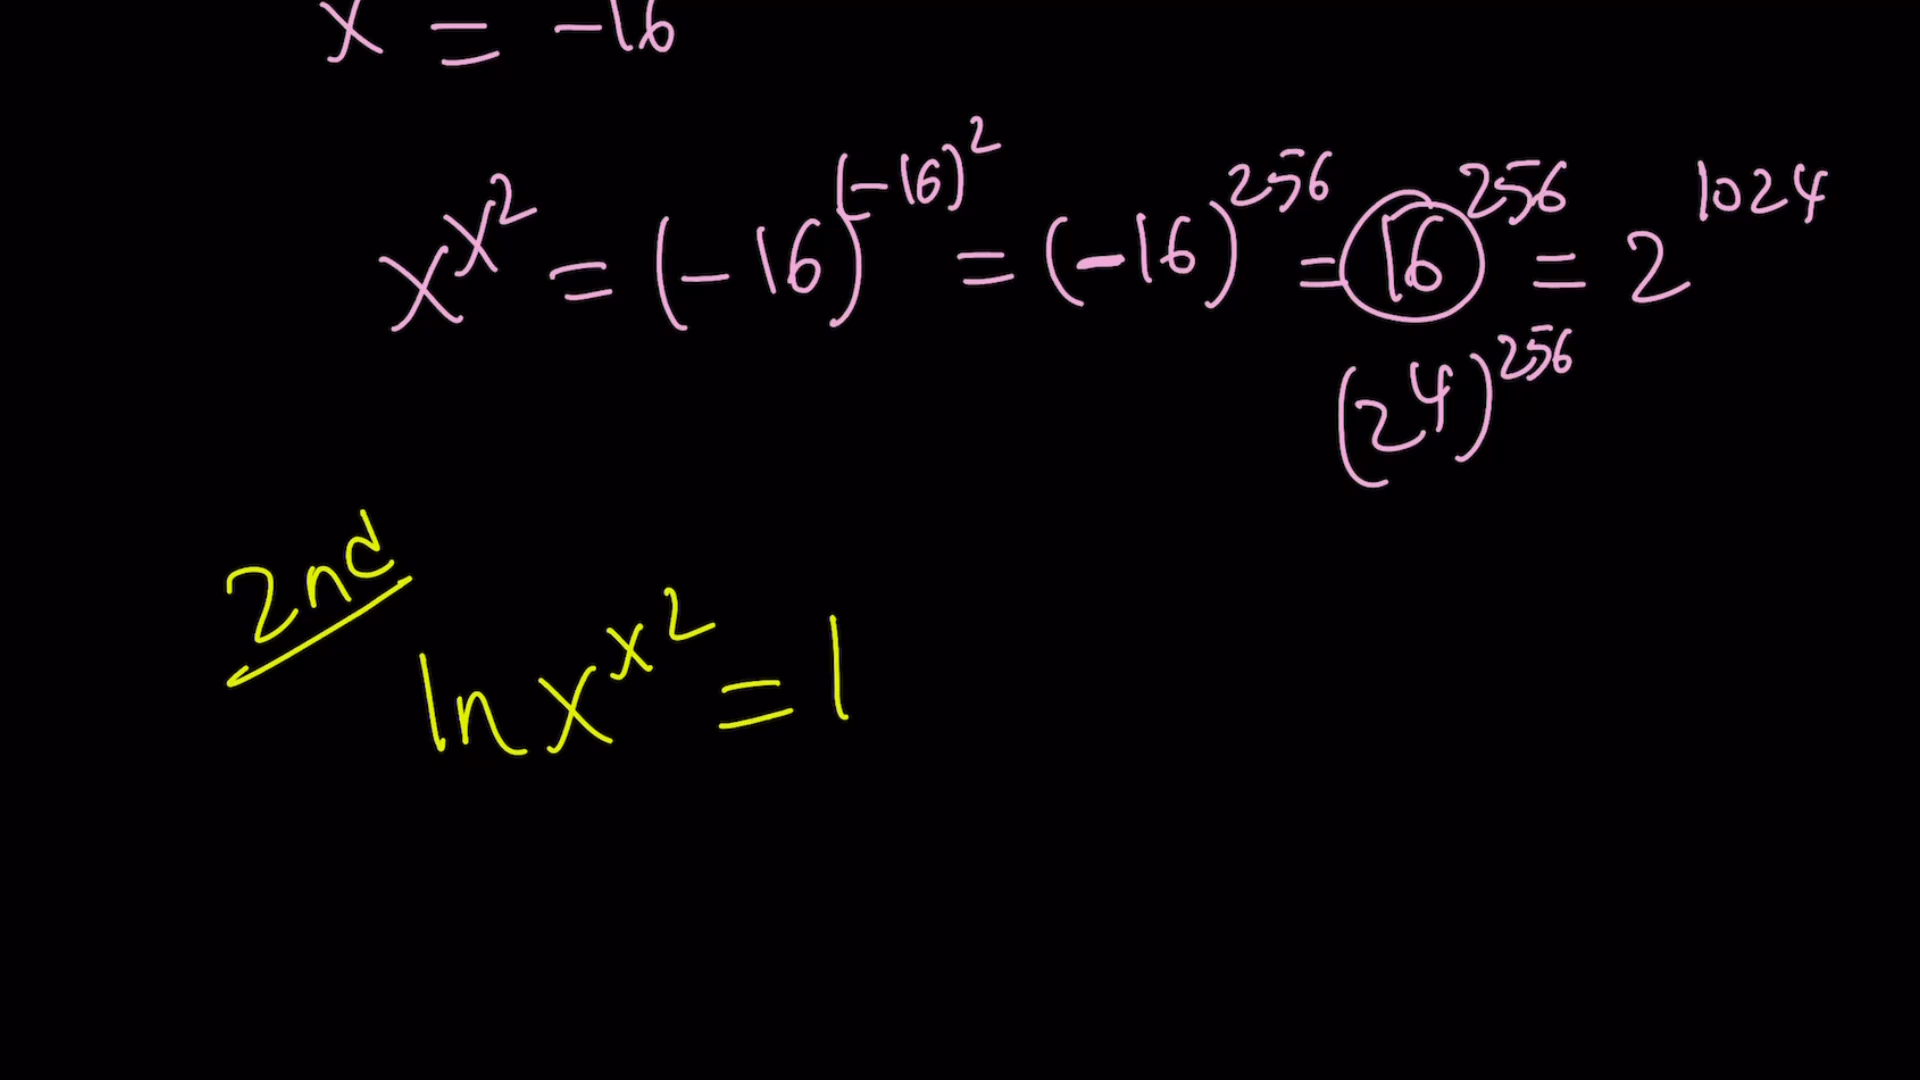 x = -16
x^{x^2} = (-16)^{(-16)^2} = (-16)^{256} = 16^{256} = 2^{1024}
(2^4)^{256}
2nd
ln x^{x^2} = 1